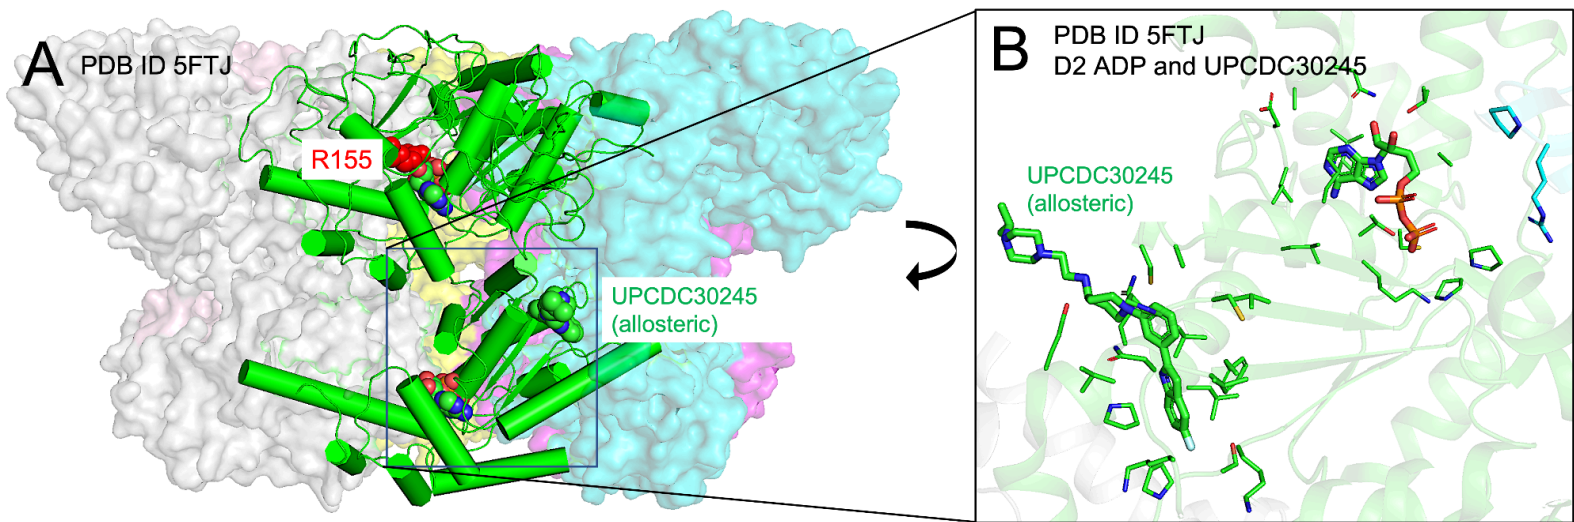 A
PDB ID 5FTJ
R155
UPCDC30245
(allosteric)
B
PDB ID 5FTJ
D2 ADP and UPCDC30245
UPCDC30245
(allosteric)